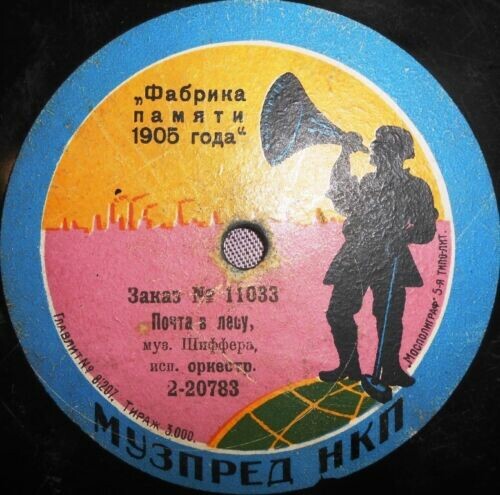 „Фабрика
памяти
1905 года“
Заказ № 11033
Почта в лесу,
муз. Шиффера,
исп. оркестр.
2-20783
Главлит № 8/207. Тираж 3.000.
„Мосполиграф“ 5-я типо-лит.
МУЗПРЕД НКП